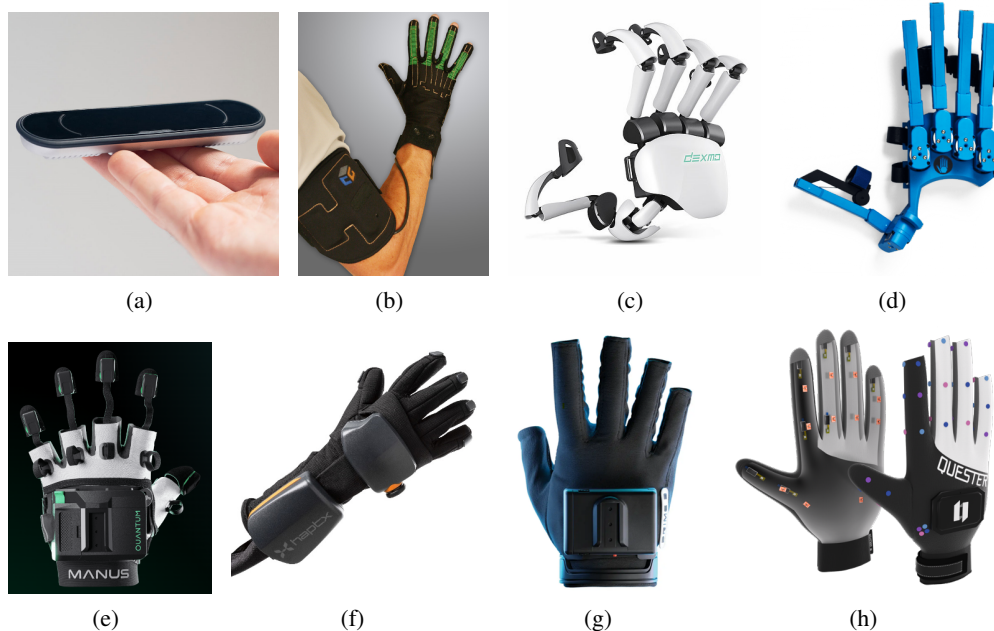 (a)
(b)
dexmo
(c)
(d)
QUANTUM
MANUS
(e)
haptx
(f)
(g)
QUESTER
(h)